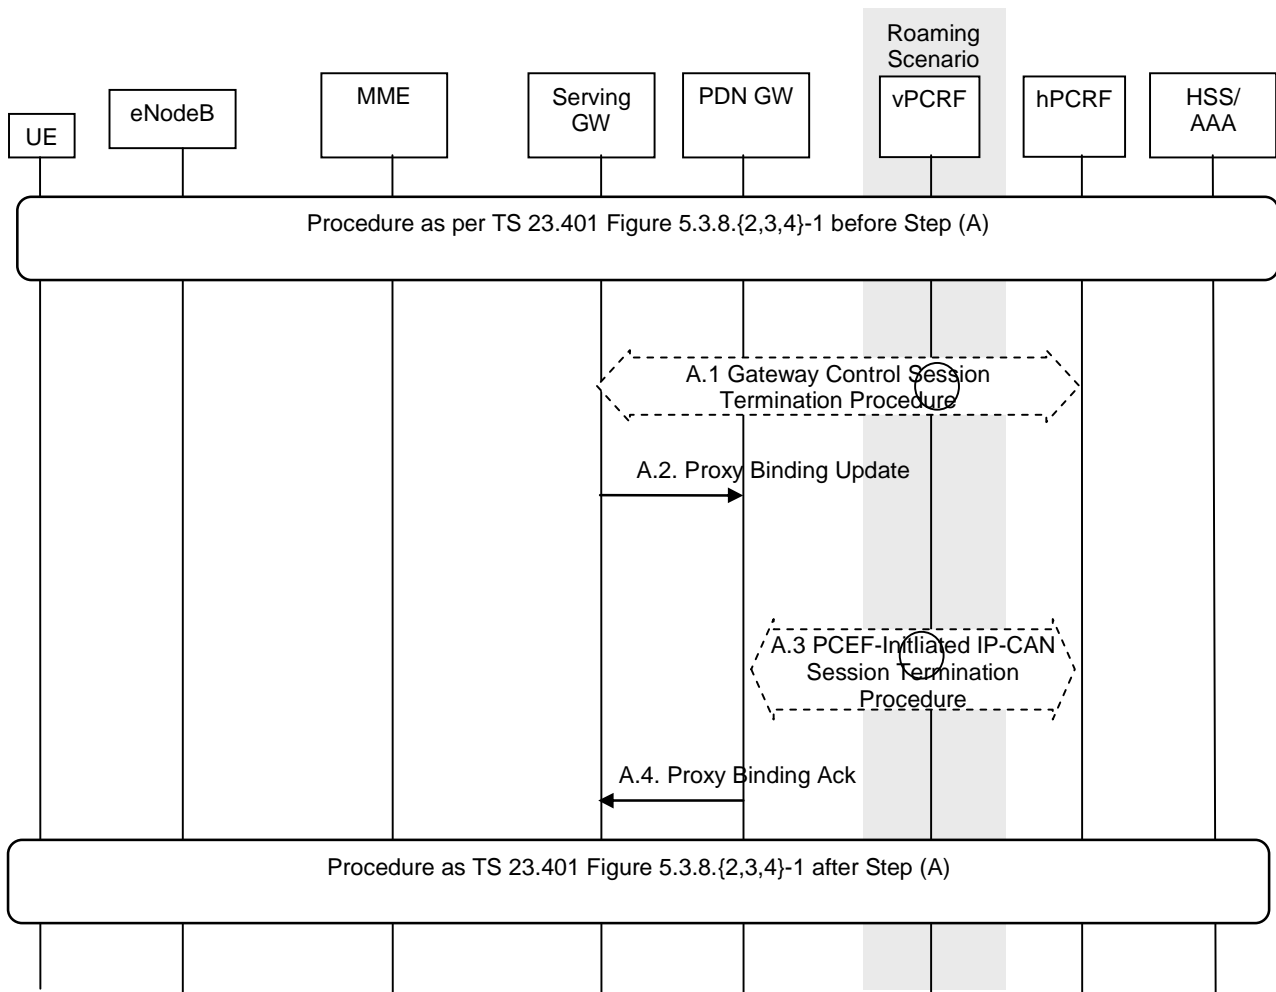 Roaming
Scenario
UE
eNodeB
MME
Serving
GW
PDN GW
vPCRF
hPCRF
HSS/
AAA
Procedure as per TS 23.401 Figure 5.3.8.{2,3,4}-1 before Step (A)
A.1 Gateway Control Session
Termination Procedure
A.2. Proxy Binding Update
A.3 PCEF-Initliated IP-CAN
Session Termination
Procedure
A.4. Proxy Binding Ack
Procedure as TS 23.401 Figure 5.3.8.{2,3,4}-1 after Step (A)